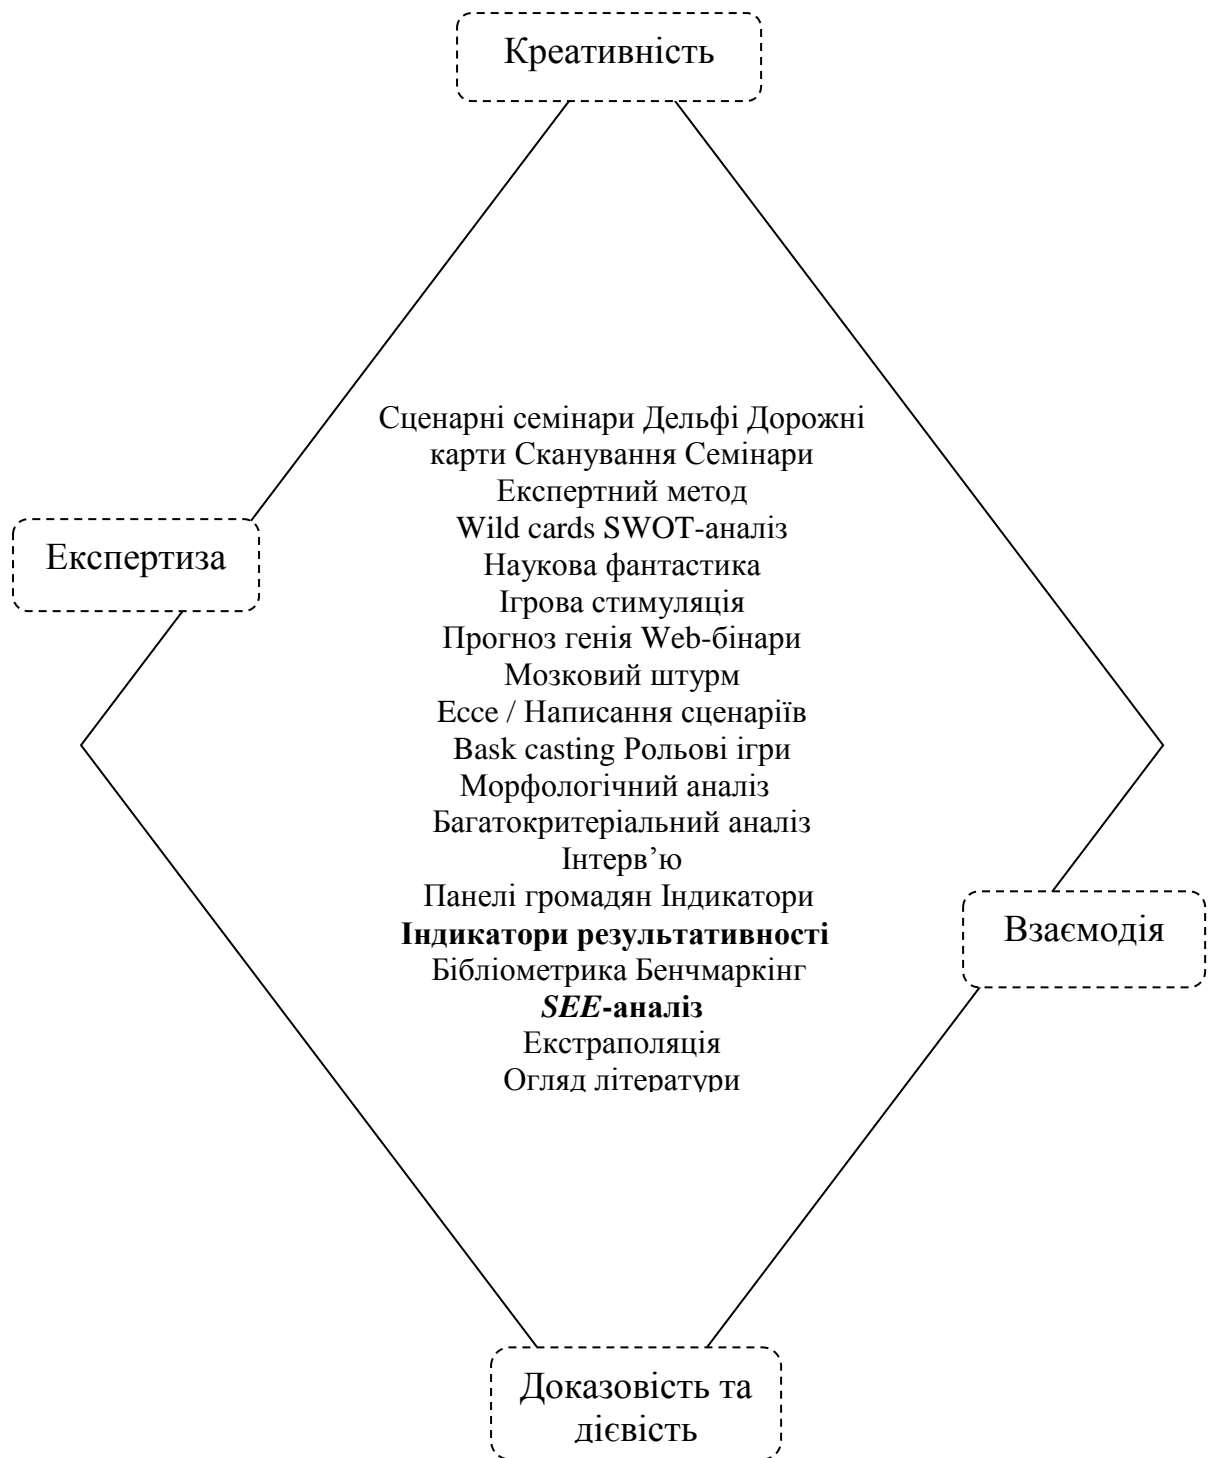 Креативність
Сценарні семінари Дельфі Дорожні
карти Сканування Семінари
Експертний метод
Wild cards SWOT-аналіз
Експертиза
Наукова фантастика
Ігрова стимуляція
Прогноз генія Web-бінари
Мозковий штурм
Ессе / Написання сценаріїв
Bask casting Рольові ігри
Морфологічний аналіз
Багатокритеріальний аналіз
Інтерв’ю
Панелі громадян Індикатори
Індикатори результативності
Взаємодія
Бібліометрика Бенчмаркінг
SEE-аналіз
Екстраполяція
Огляд літератури
Доказовість та
дієвість